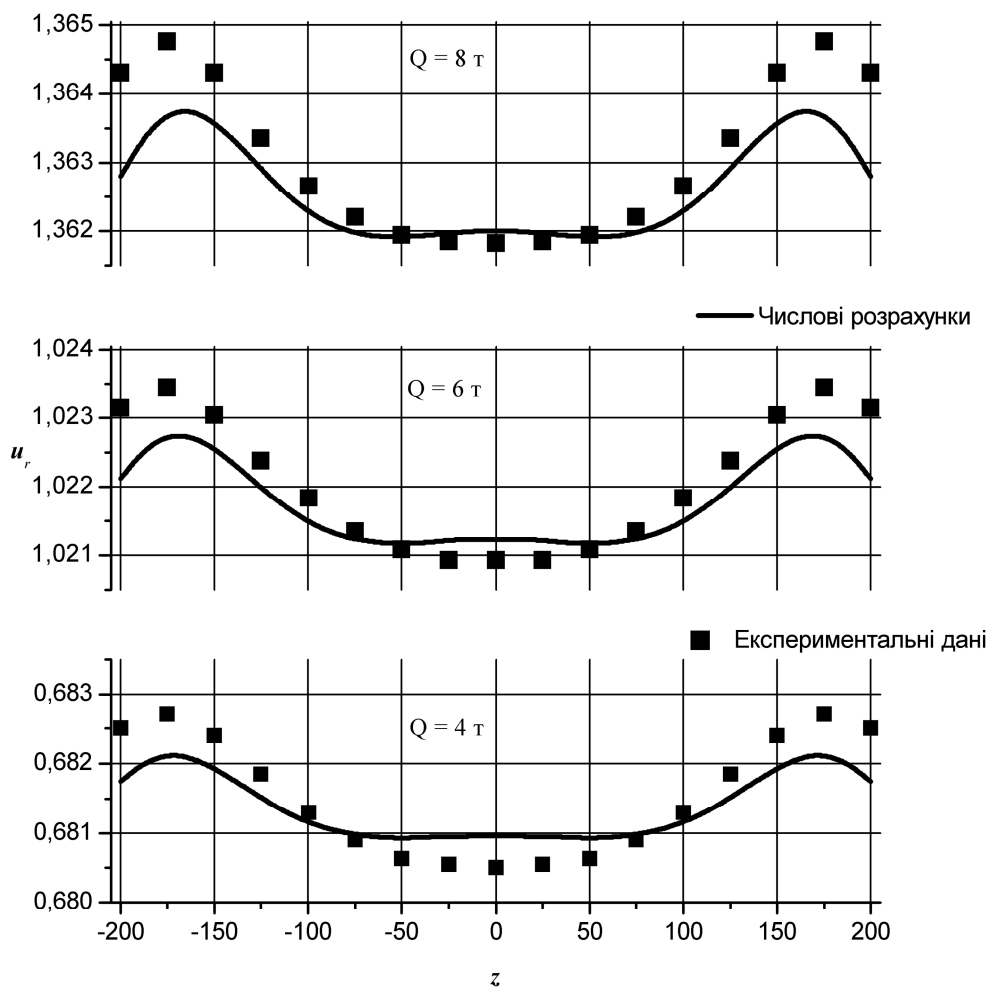 1,365
1,364
1,363
1,362
Q = 8 т
Числові розрахунки
1,024
1,023
1,022
1,021
Q = 6 т
u_r
Експериментальні дані
0,683
0,682
0,681
0,680
Q = 4 т
-200 -150 -100 -50 0 50 100 150 200
z